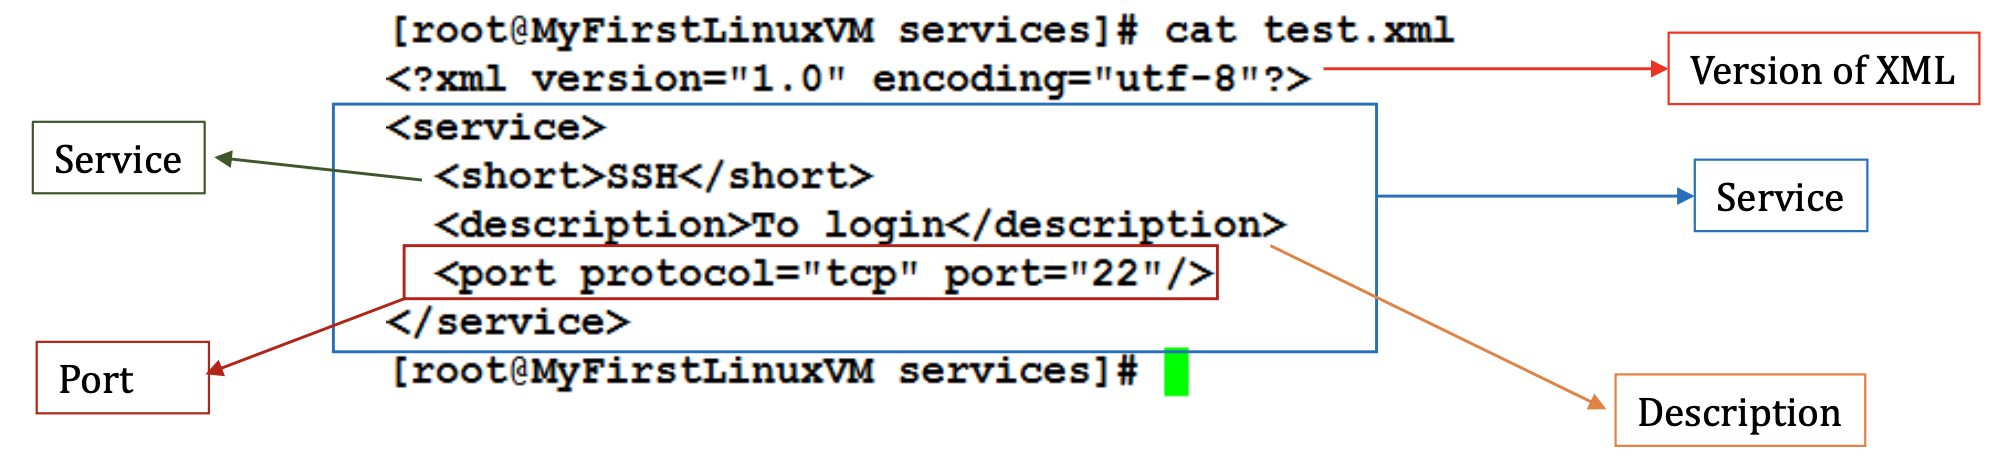 [root@MyFirstLinuxVM services]# cat test.xml
<?xml version="1.0" encoding="utf-8"?>
Version of XML
<service>
Service
<short>SSH</short>
Service
<description>To login</description>
<port protocol="tcp" port="22"/>
</service>
Port
[root@MyFirstLinuxVM services]#
Description